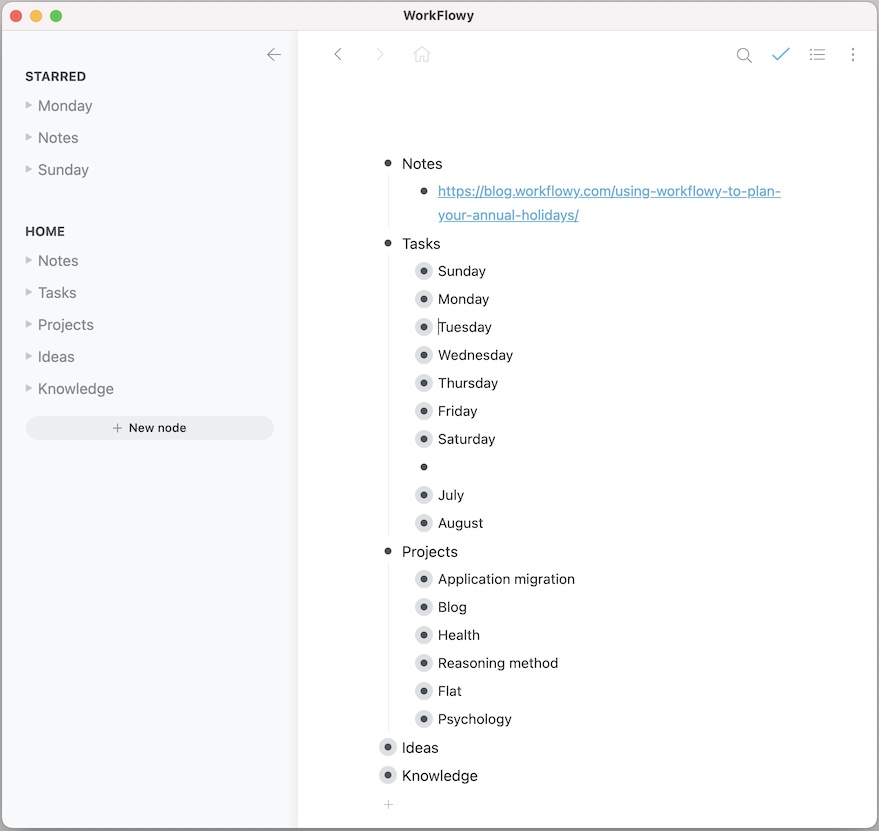 WorkFlowy
STARRED
Monday
Notes
Sunday
HOME
Notes
Tasks
Projects
Ideas
Knowledge
+ New node
Notes
https://blog.workflowy.com/using-workflowy-to-plan-
your-annual-holidays/
Tasks
Sunday
Monday
Tuesday
Wednesday
Thursday
Friday
Saturday
July
August
Projects
Application migration
Blog
Health
Reasoning method
Flat
Psychology
Ideas
Knowledge